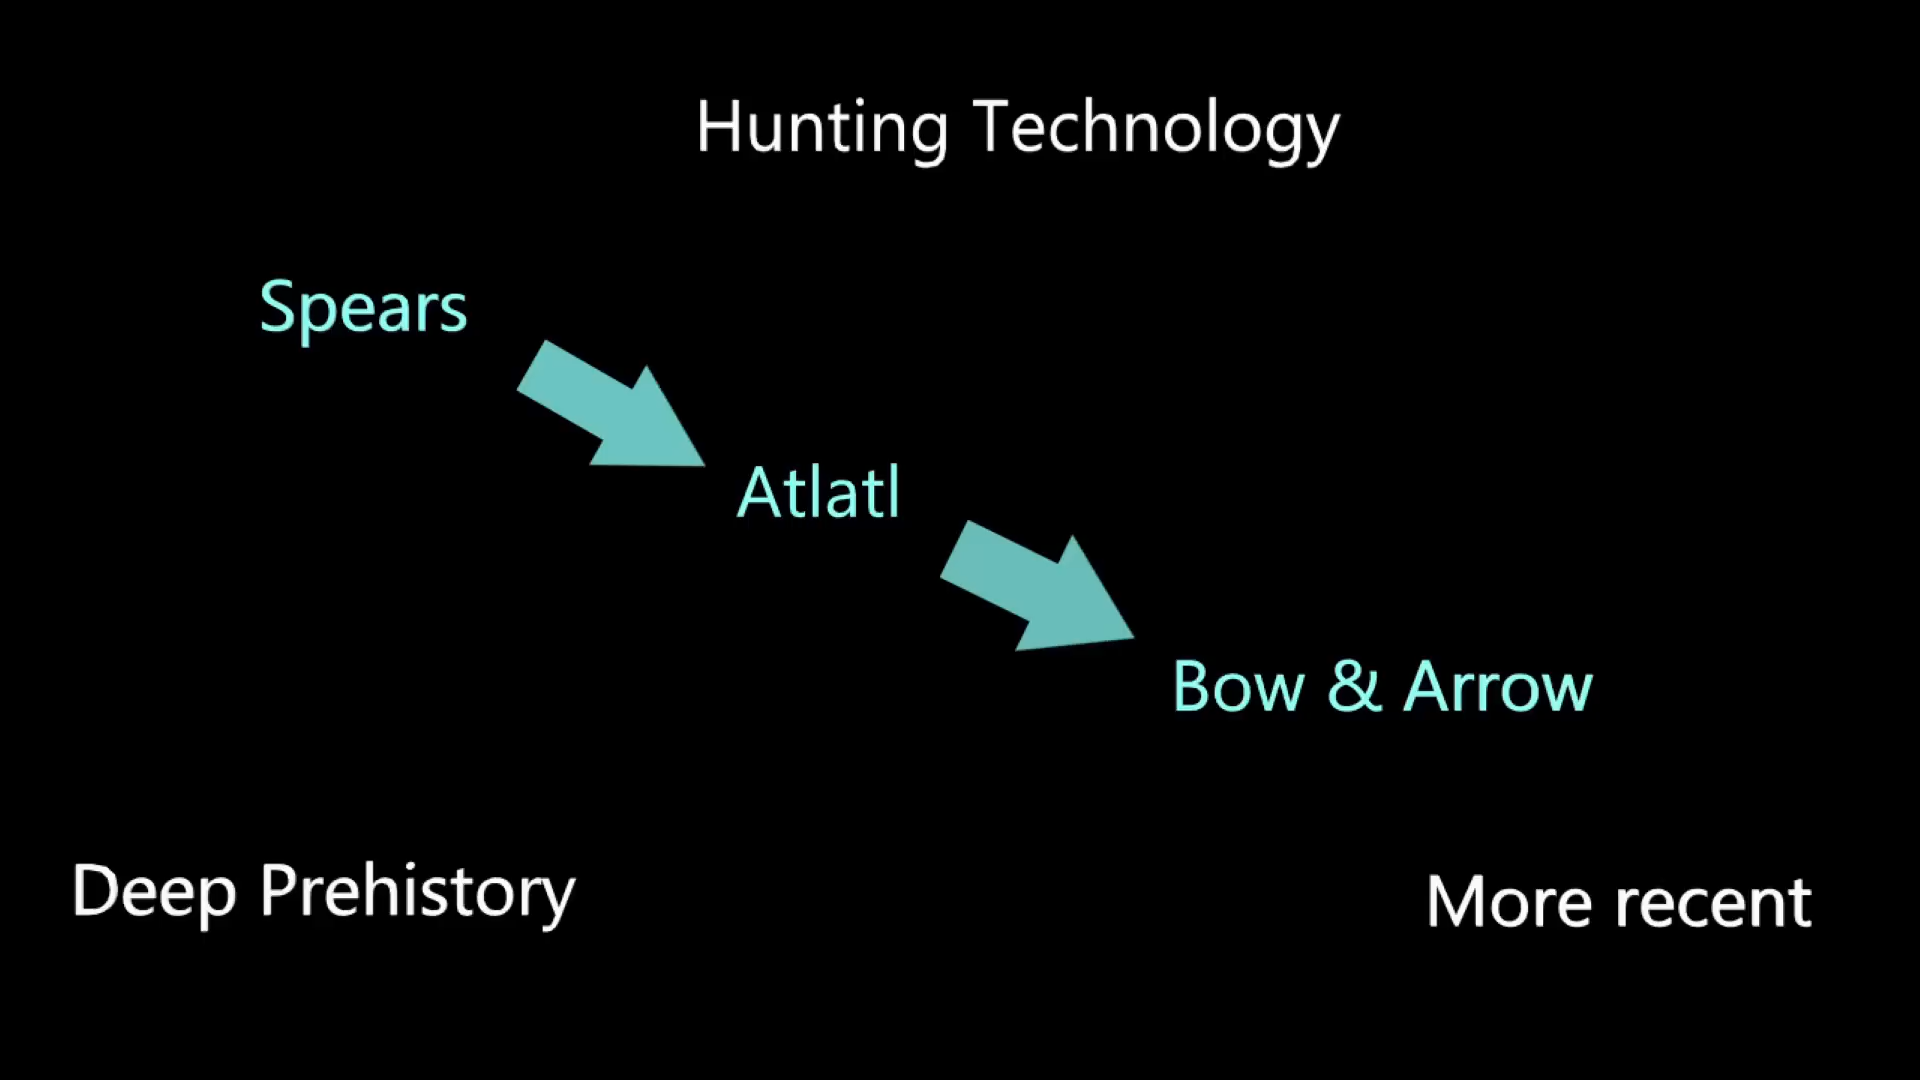 Hunting Technology
Spears
Atlatl
Bow & Arrow
Deep Prehistory
More recent